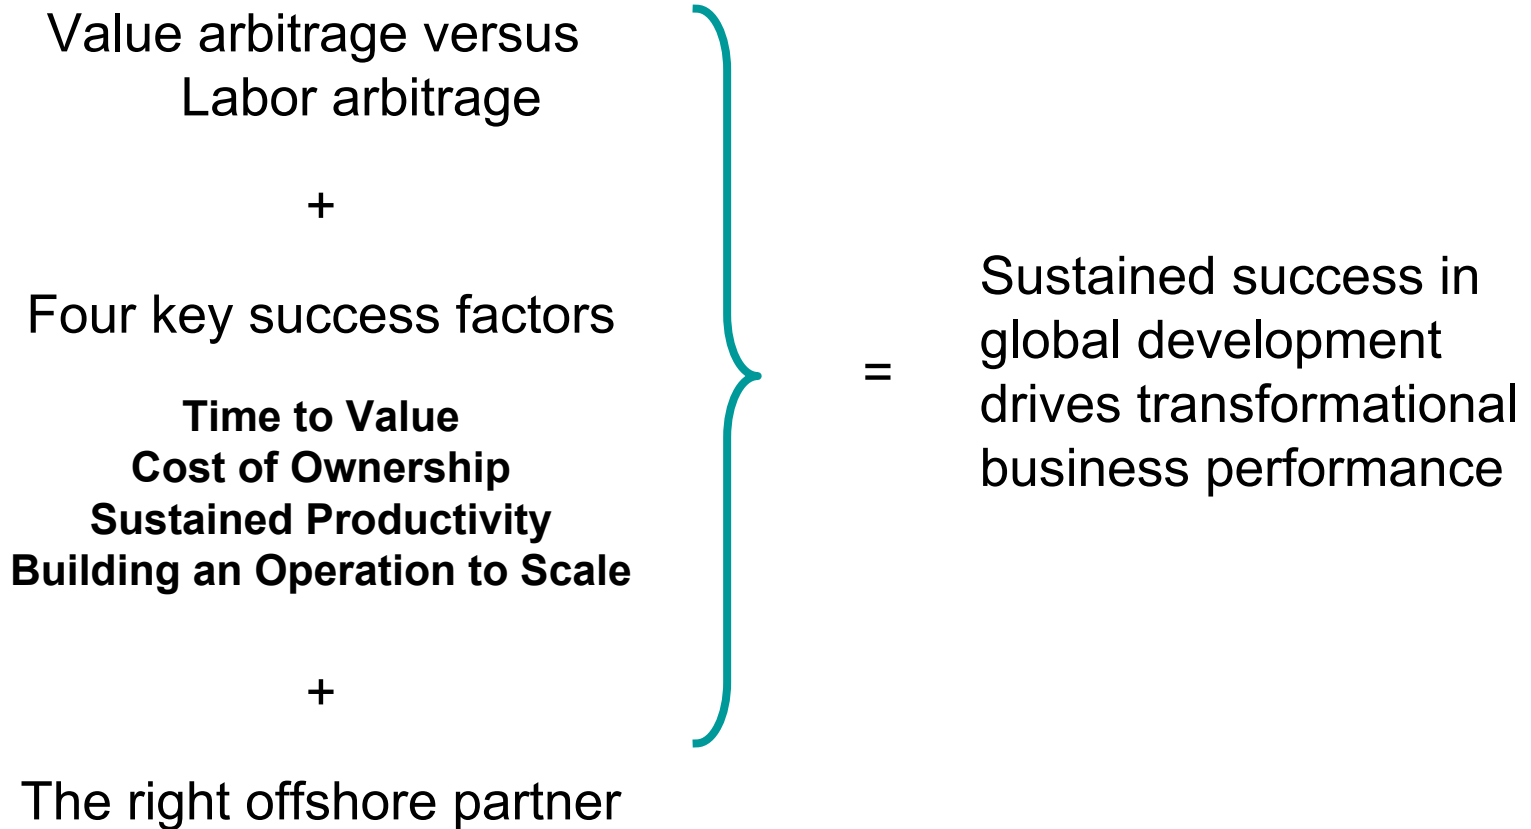 Value arbitrage versus
Labor arbitrage
+
Four key success factors
Time to Value
Cost of Ownership
Sustained Productivity
Building an Operation to Scale
+
The right offshore partner
=
Sustained success in
global development
drives transformational
business performance